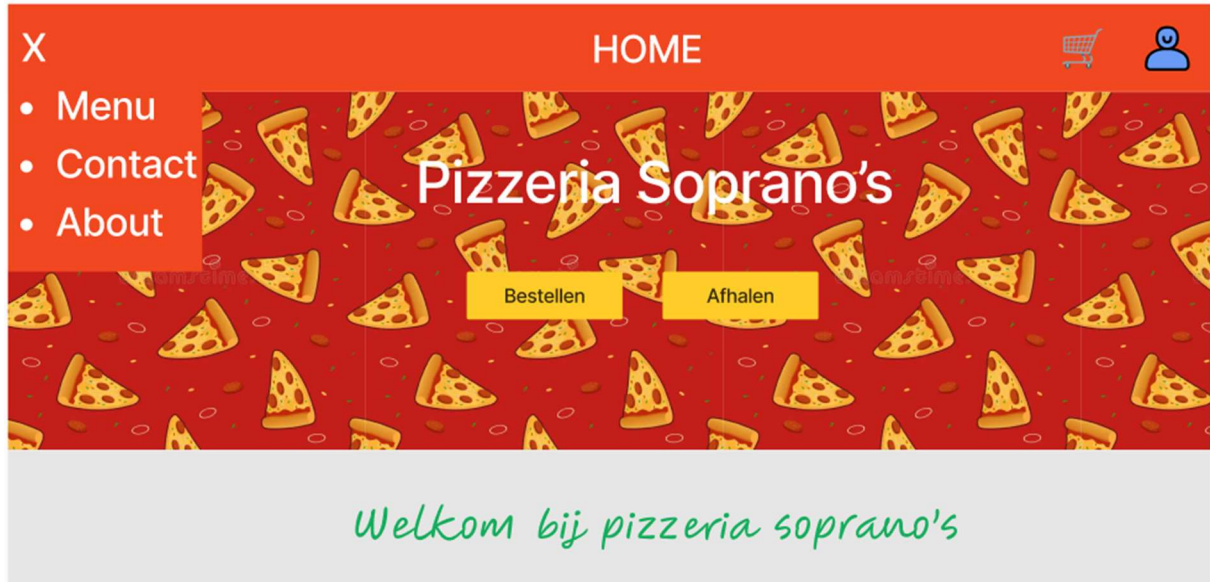 X HOME
• Menu
• Contact
• About
Pizzeria Soprano’s
Bestellen Afhalen
Welkom bij pizzeria soprano's